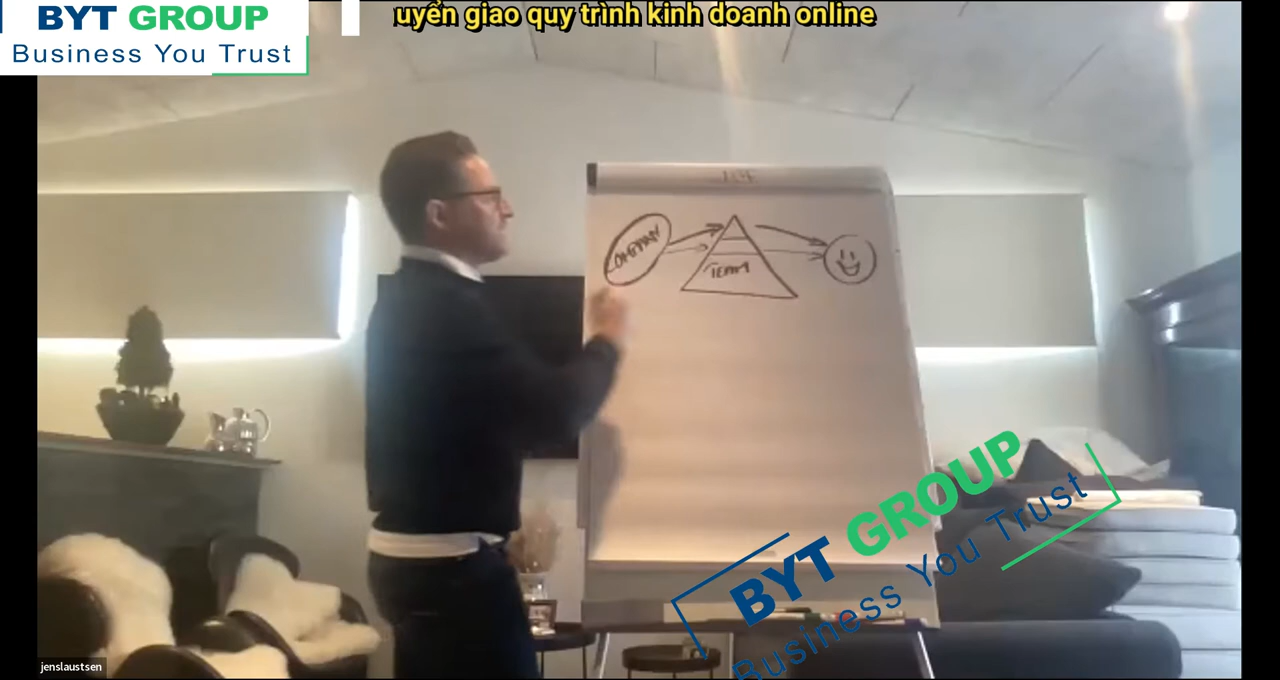 BYT GROUP
Business You Trust
uyển giao quy trình kinh doanh online
COMPANY
TEAM
BYT GROUP
Business You Trust
jenslaustsen